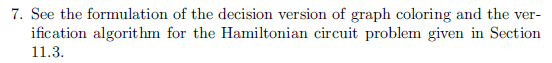 7. See the formulation of the decision version of graph coloring and the ver-
ification algorithm for the Hamiltonian circuit problem given in Section
11.3.